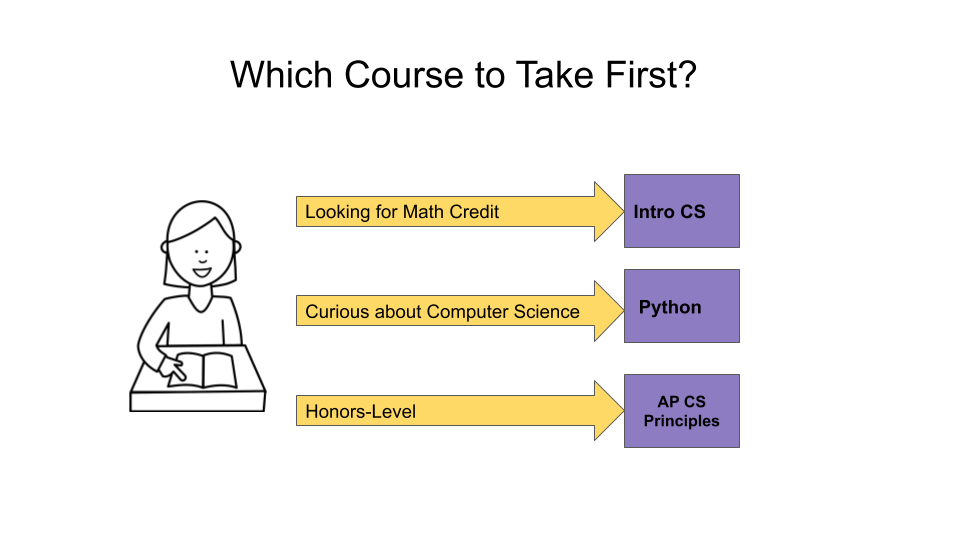 Which Course to Take First?
Looking for Math Credit
Intro CS
Curious about Computer Science
Python
Honors-Level
AP CS
Principles